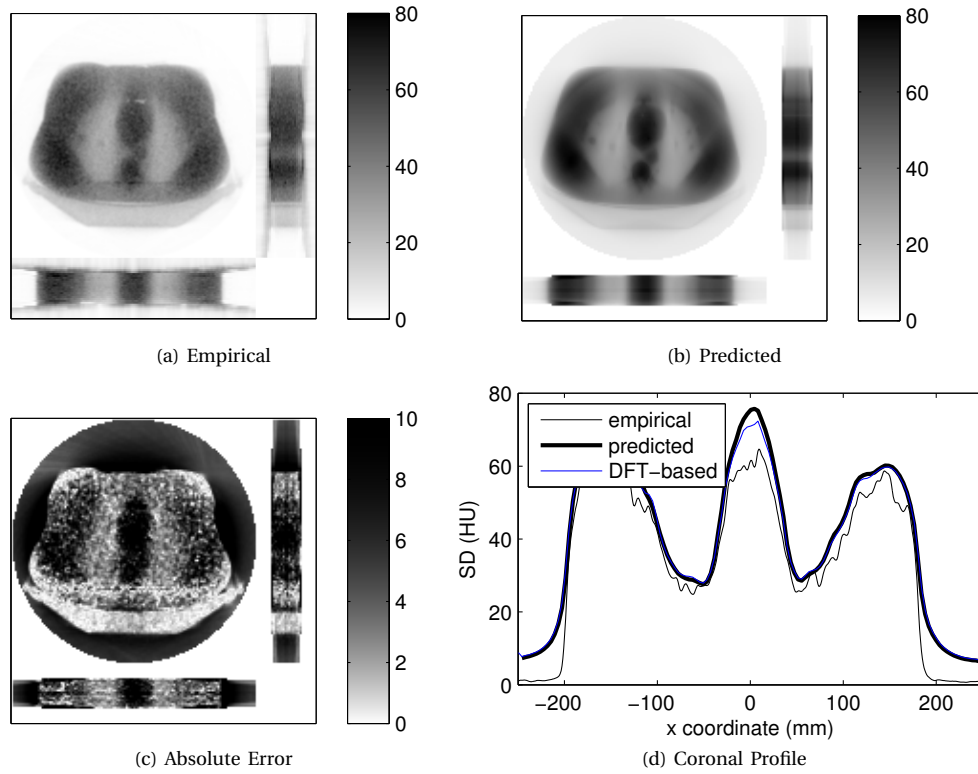 80
60
40
20
0
(a) Empirical
80
60
40
20
0
(b) Predicted
10
8
6
4
2
0
(c) Absolute Error
80
60
40
20
0
SD (HU)
empirical
predicted
DFT−based
−200 −100 0 100 200
x coordinate (mm)
(d) Coronal Profile